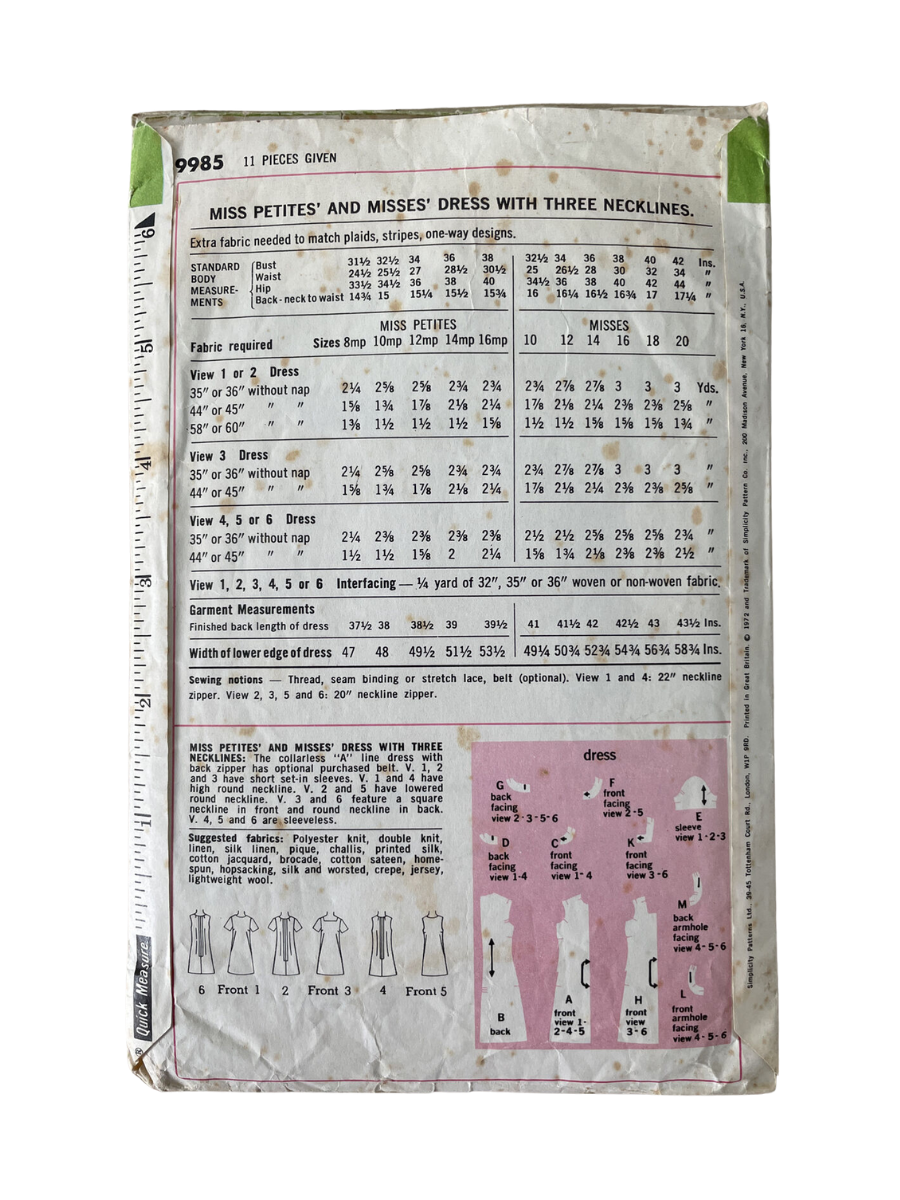 9985 11 PIECES GIVEN
MISS PETITES' AND MISSES' DRESS WITH THREE NECKLINES.
Extra fabric needed to match plaids, stripes, one-way designs.
STANDARD BODY MEASURE-MENTS
Bust 31½ 32½ 34 36 38 32½ 34 36 38 40 42 Ins.
Waist 24½ 25½ 27 28½ 30½ 25 26½ 28 30 32 34 "
Hip 33½ 34½ 36 38 40 34½ 36 38 40 42 44 "
Back - neck to waist 14¾ 15 15¼ 15½ 15¾ 16 16¼ 16½ 16¾ 17 17¼ "
MISS PETITES MISSES
Fabric required Sizes 8mp 10mp 12mp 14mp 16mp 10 12 14 16 18 20
View 1 or 2 Dress
35" or 36" without nap 2¼ 2⅝ 2⅝ 2¾ 2¾ 2¾ 2⅞ 2⅞ 3 3 3 Yds.
44" or 45" " " 1⅝ 1¾ 1⅞ 2⅛ 2¼ 1⅞ 2⅛ 2¼ 2⅜ 2⅜ 2⅝ "
58" or 60" " " 1⅜ 1½ 1½ 1½ 1⅝ 1½ 1½ 1⅝ 1⅝ 1⅝ 1¾ "
View 3 Dress
35" or 36" without nap 2¼ 2⅝ 2⅝ 2¾ 2¾ 2¾ 2⅞ 2⅞ 3 3 3 "
44" or 45" " " 1⅝ 1¾ 1⅞ 2⅛ 2¼ 1⅞ 2⅛ 2¼ 2⅜ 2⅜ 2⅝ "
View 4, 5 or 6 Dress
35" or 36" without nap 2¼ 2⅜ 2⅜ 2⅜ 2⅜ 2½ 2½ 2⅝ 2⅝ 2⅝ 2¾ "
44" or 45" " " 1½ 1½ 1⅝ 2 2¼ 1⅝ 1¾ 2⅛ 2⅜ 2⅜ 2½ "
View 1, 2, 3, 4, 5 or 6 Interfacing — ¼ yard of 32", 35" or 36" woven or non-woven fabric.
Garment Measurements
Finished back length of dress 37½ 38 38½ 39 39½ 41 41½ 42 42½ 43 43½ Ins.
Width of lower edge of dress 47 48 49½ 51½ 53½ 49¼ 50¾ 52¾ 54¾ 56¾ 58¾ Ins.
Sewing notions — Thread, seam binding or stretch lace, belt (optional). View 1 and 4: 22" neckline
zipper. View 2, 3, 5 and 6: 20" neckline zipper.
MISS PETITES' AND MISSES' DRESS WITH THREE
NECKLINES: The collarless "A" line dress with
back zipper has optional purchased belt. V. 1, 2
and 3 have short set-in sleeves. V. 1 and 4 have
high round neckline. V. 2 and 5 have lowered
round neckline. V. 3 and 6 feature a square
neckline in front and round neckline in back.
V. 4, 5 and 6 are sleeveless.
Suggested fabrics: Polyester knit, double knit,
linen, silk linen, pique, challis, printed silk,
cotton jacquard, brocade, cotton sateen, home-
spun, hopsacking, silk and worsted, crepe, jersey,
lightweight wool.
6 Front 1 2 Front 3 4 Front 5
dress
G
back
facing
view 2-3-5-6
F
front
facing
view 2-5
E
sleeve
view 1-2-3
D
back
facing
view 1-4
C
front
facing
view 1-4
K
front
facing
view 3-6
M
back
armhole
facing
view 4-5-6
L
front
armhole
facing
view 4-5-6
B
back
A
front
view 1-
2-4-5
H
front
view
3-6
6
5
4
3
2
1
Quick Measure ®
Simplicity Patterns Ltd., 39-45 Tottenham Court Rd., London, W1P 9RD. Printed in Great Britain. © 1972 and Trademark of Simplicity Pattern Co. Inc., 200 Madison Avenue, New York 16, N.Y., U.S.A.